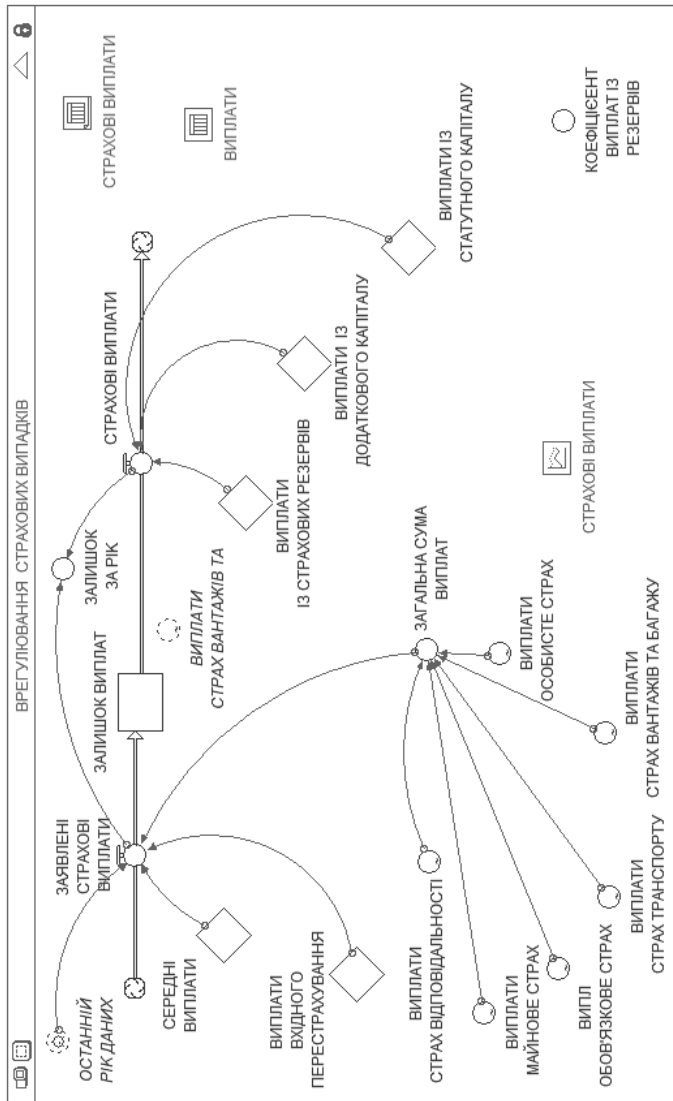 ВРЕГУЛЮВАННЯ СТРАХОВИХ ВИПАДКІВ
ОСТАННІЙ
РІК ДАНИХ
ЗАЯВЛЕНІ
СТРАХОВІ
ВИПЛАТИ
ЗАЛИШОК ВИПЛАТ
ЗАЛИШОК
ЗА РІК
СТРАХОВІ ВИПЛАТИ
СТРАХОВІ ВИПЛАТИ
ВИПЛАТИ
СЕРЕДНІ
ВИПЛАТИ
ВИПЛАТИ
СТРАХ ВАНТАЖІВ ТА
ВИПЛАТИ
ВХІДНОГО
ПЕРЕСТРАХУВАННЯ
ВИПЛАТИ
ІЗ СТРАХОВИХ РЕЗЕРВІВ
ВИПЛАТИ ІЗ
ДОДАТКОВОГО КАПІТАЛУ
ВИПЛАТИ ІЗ
СТАТУТНОГО КАПІТАЛУ
ВИПЛАТИ
СТРАХ ВІДПОВІДАЛЬНОСТІ
ЗАГАЛЬНА СУМА
ВИПЛАТ
ВИПЛАТИ
МАЙНОВЕ СТРАХ
ВИПЛАТИ
ОСОБИСТЕ СТРАХ
ВИПЛ
ОБОВ'ЯЗКОВЕ СТРАХ
ВИПЛАТИ
СТРАХ ТРАНСПОРТУ
ВИПЛАТИ
СТРАХ ВАНТАЖІВ ТА БАГАЖУ
СТРАХОВІ ВИПЛАТИ
КОЕФІЦІЄЕНТ
ВИПЛАТ ІЗ
РЕЗЕРВІВ